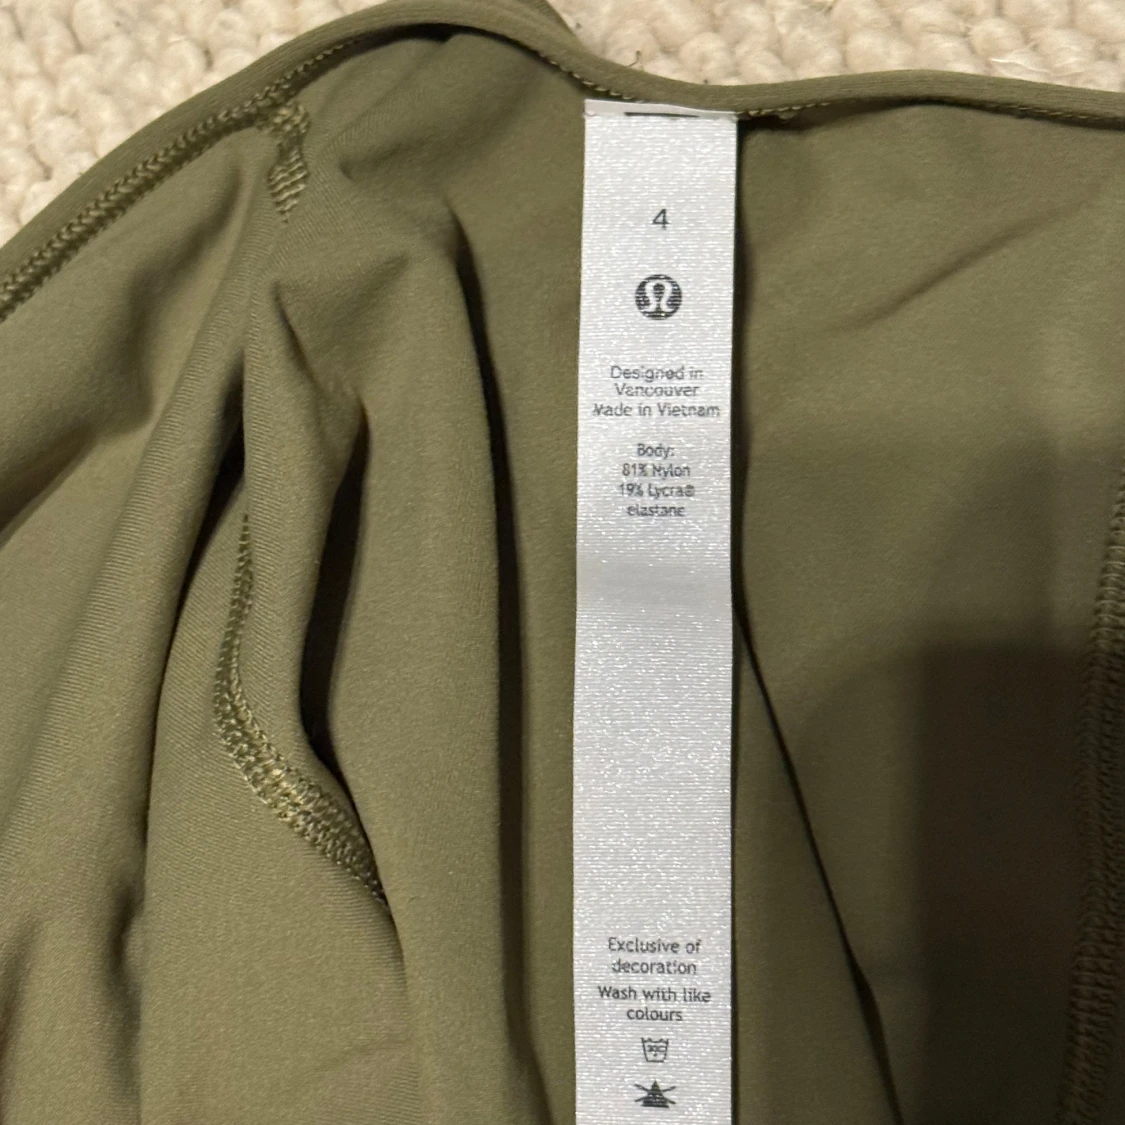 4
Designed in
Vancouver
Made in Vietnam
Body:
81% Nylon
19% Lycra®
elastane
Exclusive of
decoration
Wash with like
colours